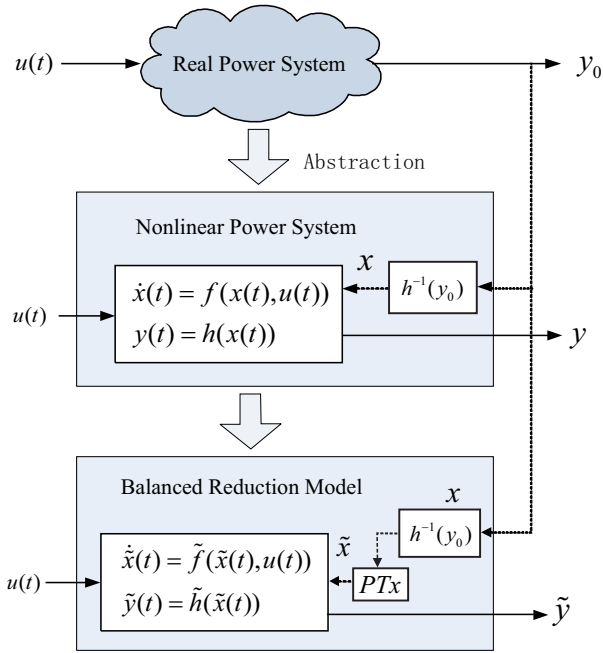 u(t)
Real Power System
y₀
Abstraction
Nonlinear Power System
x
ẋ(t) = f(x(t),u(t))
h⁻¹(y₀)
u(t)
y(t) = h(x(t))
y
Balanced Reduction Model
x
h⁻¹(y₀)
x̃
x̃̇(t) = f̃(x̃(t),u(t))
u(t)
PTx
ỹ(t) = h̃(x̃(t))
ỹ